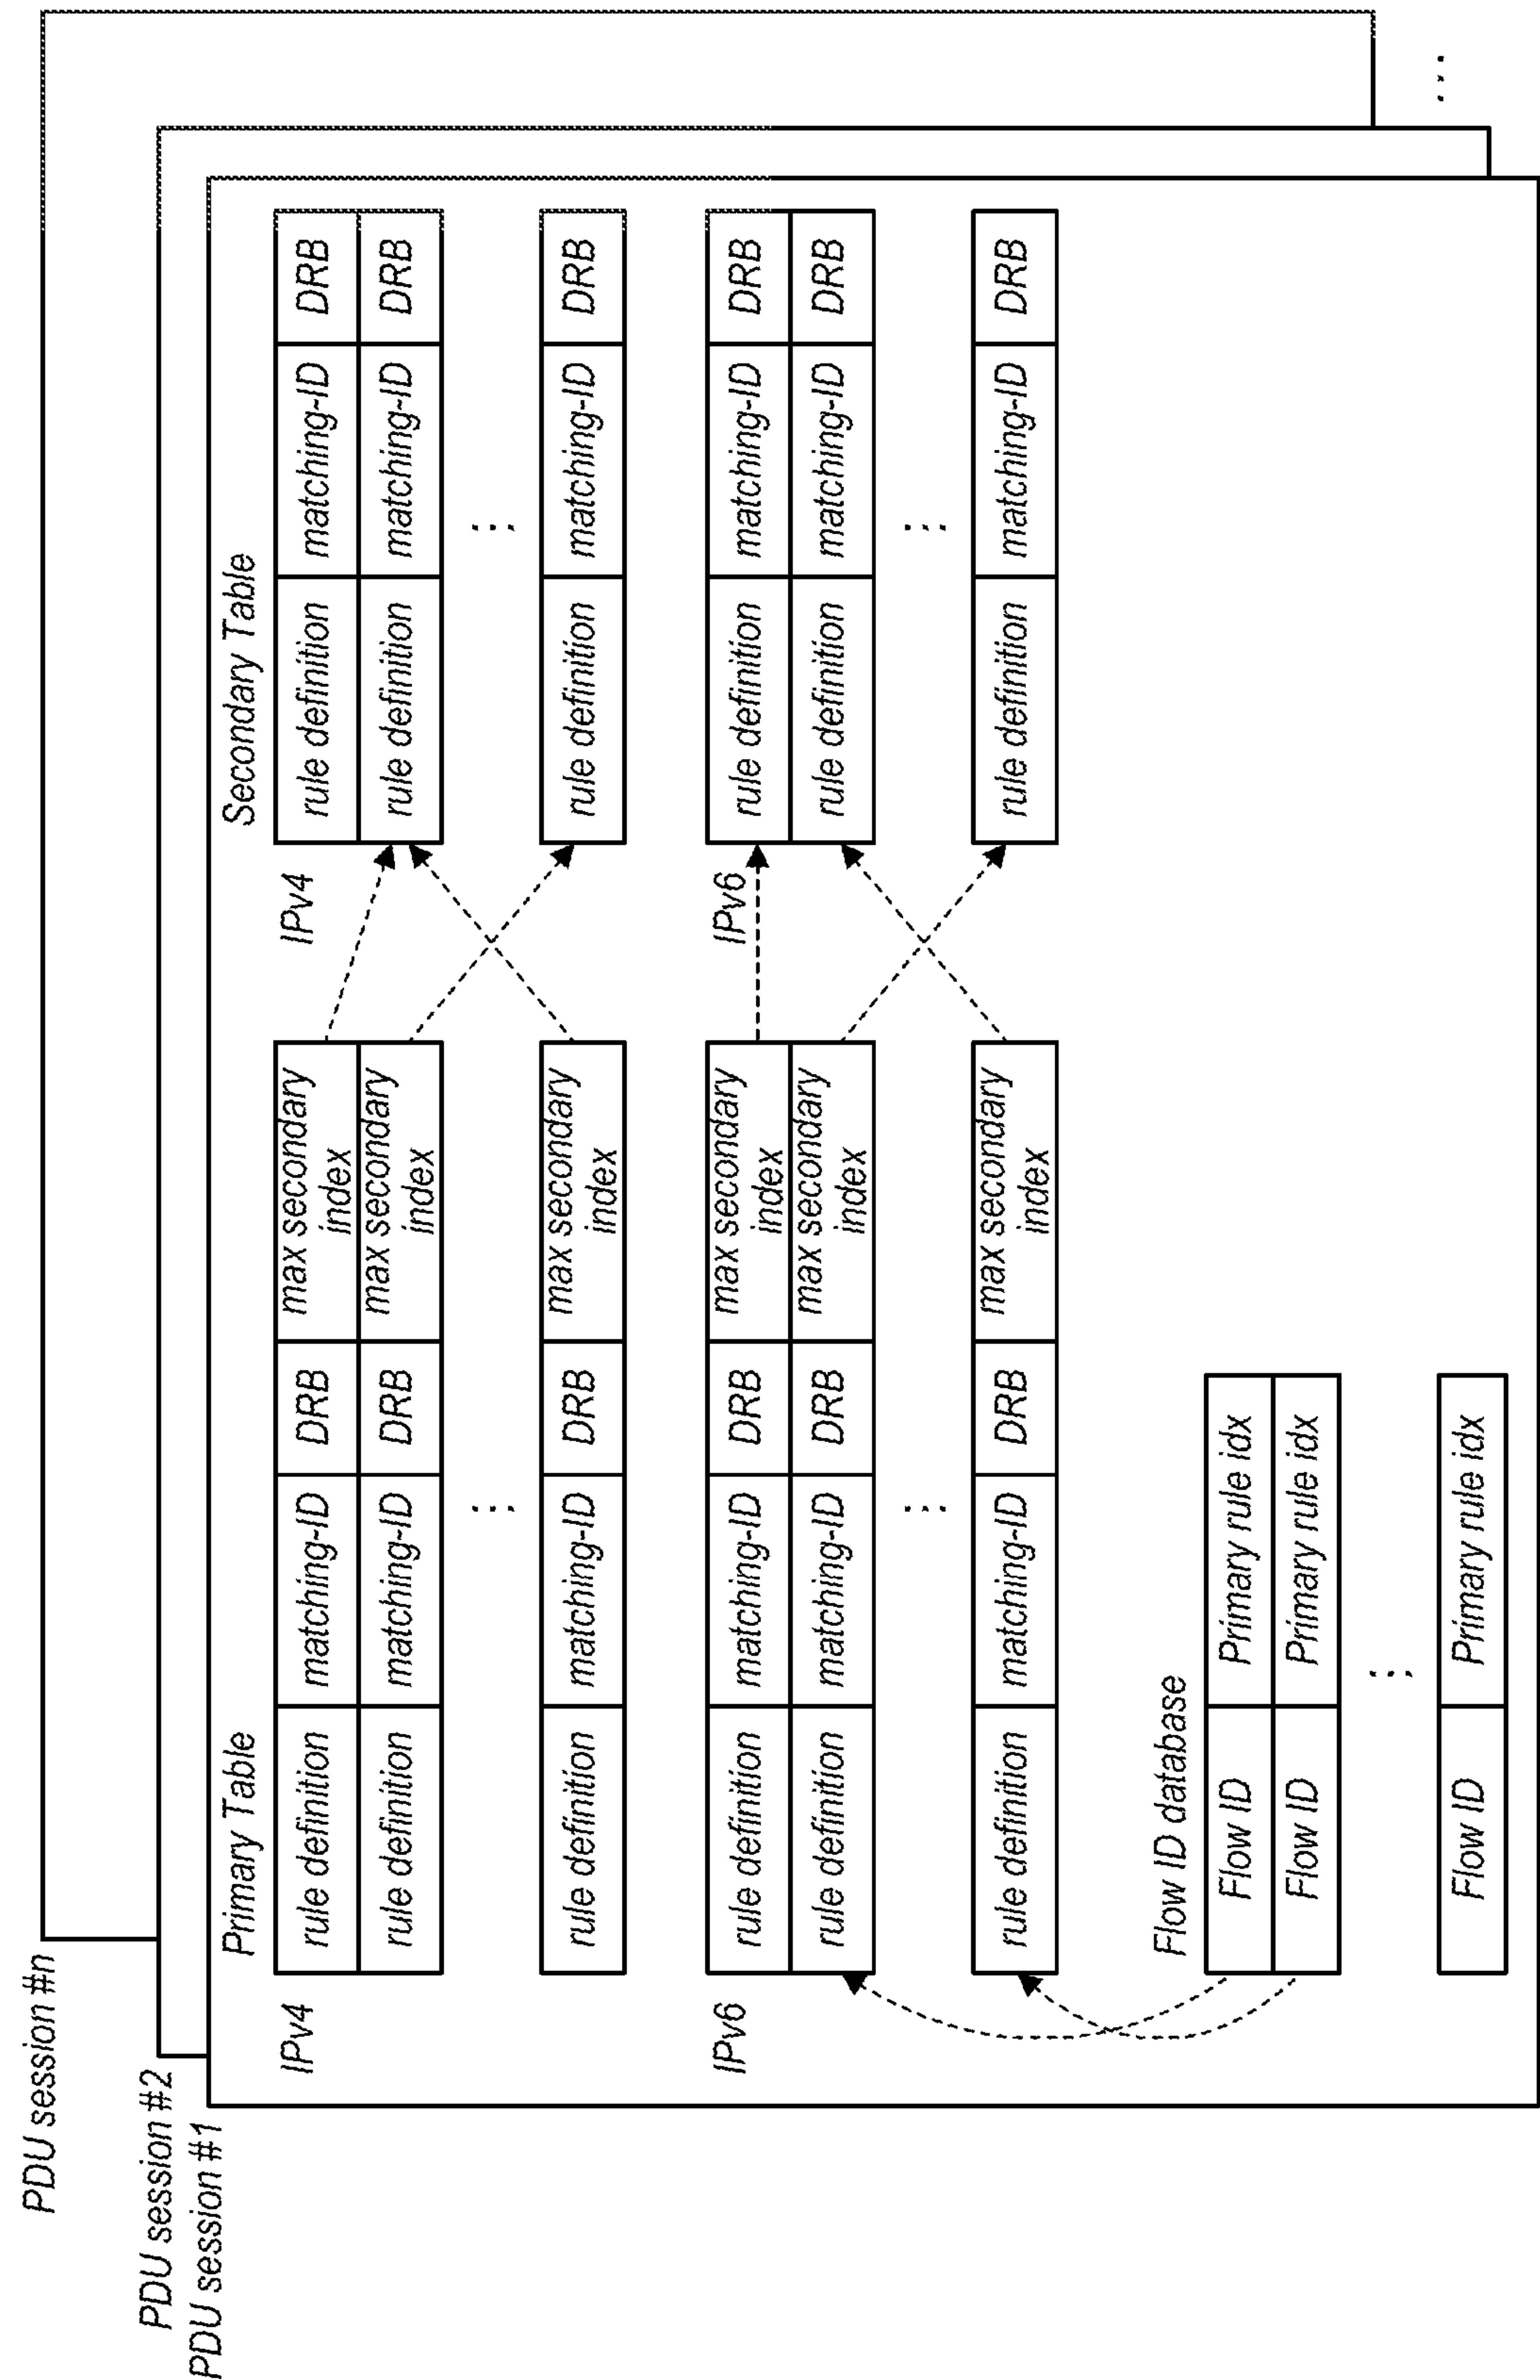 PDU session #n
PDU session #2
PDU session #1
Primary Table
Secondary Table
IPv4
rule definition matching-ID DRB max secondary index
rule definition matching-ID DRB max secondary index
⋮
rule definition matching-ID DRB max secondary index
IPv4
rule definition matching-ID DRB
rule definition matching-ID DRB
⋮
rule definition matching-ID DRB
IPv6
rule definition matching-ID DRB max secondary index
rule definition matching-ID DRB max secondary index
⋮
rule definition matching-ID DRB max secondary index
IPv6
rule definition matching-ID DRB
rule definition matching-ID DRB
⋮
rule definition matching-ID DRB
Flow ID database
Flow ID Primary rule idx
Flow ID Primary rule idx
⋮
Flow ID Primary rule idx
...